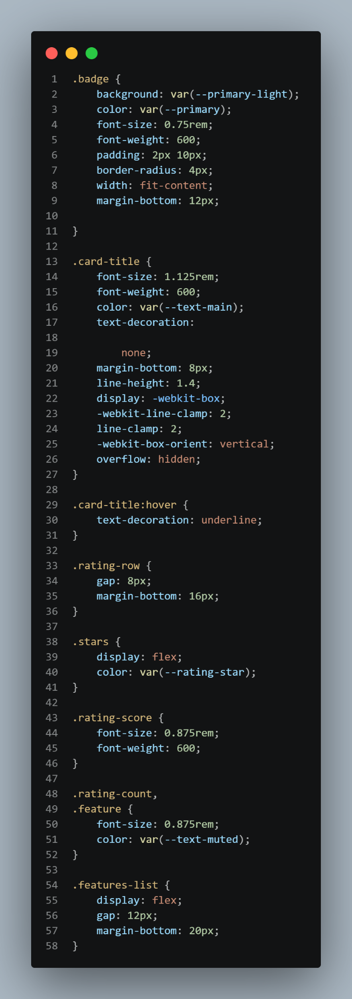 1 .badge {
2     background: var(--primary-light);
3     color: var(--primary);
4     font-size: 0.75rem;
5     font-weight: 600;
6     padding: 2px 10px;
7     border-radius: 4px;
8     width: fit-content;
9     margin-bottom: 12px;
10
11 }
12
13 .card-title {
14     font-size: 1.125rem;
15     font-weight: 600;
16     color: var(--text-main);
17     text-decoration:
18
19         none;
20     margin-bottom: 8px;
21     line-height: 1.4;
22     display: -webkit-box;
23     -webkit-line-clamp: 2;
24     line-clamp: 2;
25     -webkit-box-orient: vertical;
26     overflow: hidden;
27 }
28
29 .card-title:hover {
30     text-decoration: underline;
31 }
32
33 .rating-row {
34     gap: 8px;
35     margin-bottom: 16px;
36 }
37
38 .stars {
39     display: flex;
40     color: var(--rating-star);
41 }
42
43 .rating-score {
44     font-size: 0.875rem;
45     font-weight: 600;
46 }
47
48 .rating-count,
49 .feature {
50     font-size: 0.875rem;
51     color: var(--text-muted);
52 }
53
54 .features-list {
55     display: flex;
56     gap: 12px;
57     margin-bottom: 20px;
58 }